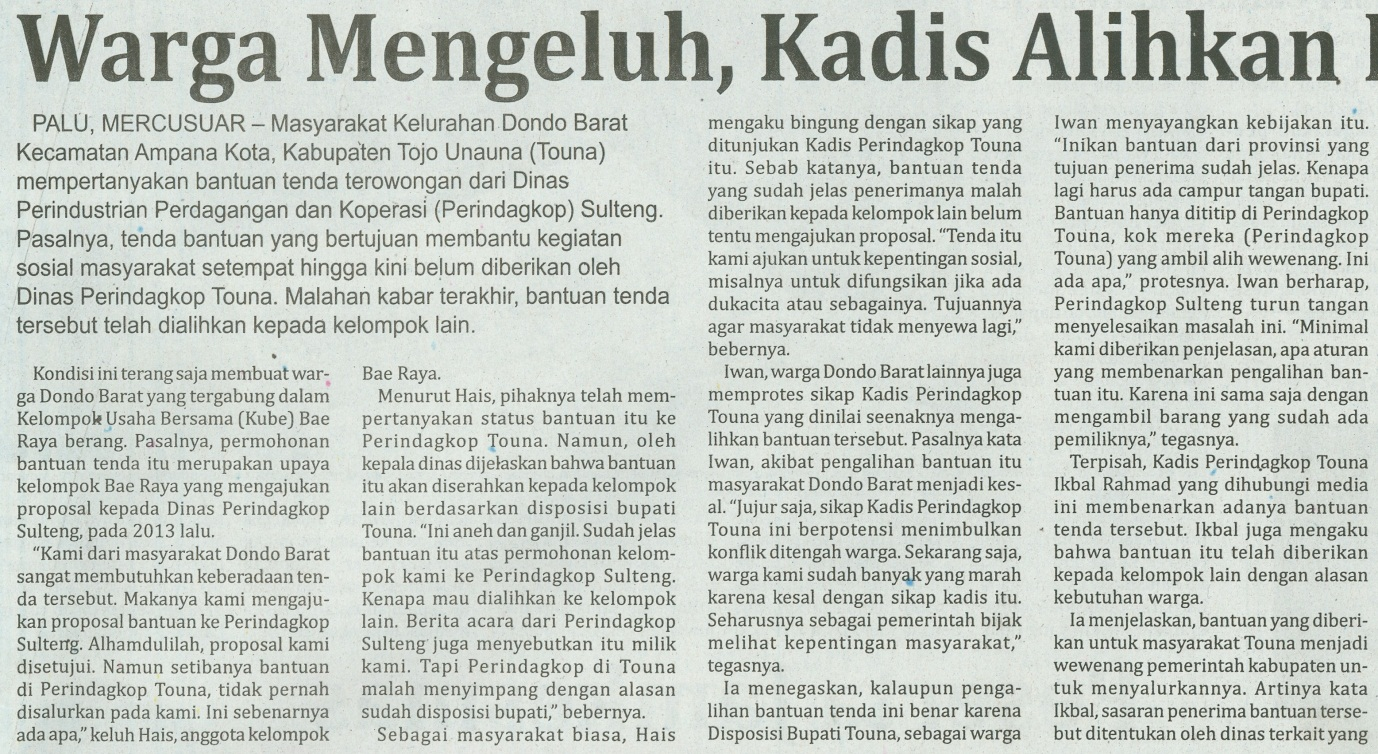 Warga Mengeluh, Kadis Alihkan
PALU, MERCUSUAR – Masyarakat Kelurahan Dondo Barat
Kecamatan Ampana Kota, Kabupaten Tojo Unauna (Touna)
mempertanyakan bantuan tenda terowongan dari Dinas
Perindustrian Perdagangan dan Koperasi (Perindagkop) Sulteng.
Pasalnya, tenda bantuan yang bertujuan membantu kegiatan
sosial masyarakat setempat hingga kini belum diberikan oleh
Dinas Perindagkop Touna. Malahan kabar terakhir, bantuan tenda
tersebut telah dialihkan kepada kelompok lain.
Kondisi ini terang saja membuat war-
ga Dondo Barat yang tergabung dalam
Kelompok Usaha Bersama (Kube) Bae
Raya berang. Pasalnya, permohonan
bantuan tenda itu merupakan upaya
kelompok Bae Raya yang mengajukan
proposal kepada Dinas Perindagkop
Sulteng, pada 2013 lalu.
“Kami dari masyarakat Dondo Barat
sangat membutuhkan keberadaan ten-
da tersebut. Makanya kami mengaju-
kan proposal bantuan ke Perindagkop
Sulteng. Alhamdulilah, proposal kami
disetujui. Namun setibanya bantuan
di Perindagkop Touna, tidak pernah
disalurkan pada kami. Ini sebenarnya
ada apa,” keluh Hais, anggota kelompok
Bae Raya.
Menurut Hais, pihaknya telah mem-
pertanyakan status bantuan itu ke
Perindagkop Touna. Namun, oleh
kepala dinas dijelaskan bahwa bantuan
itu akan diserahkan kepada kelompok
lain berdasarkan disposisi bupati
Touna. “Ini aneh dan ganjil. Sudah jelas
bantuan itu atas permohonan kelom-
pok kami ke Perindagkop Sulteng.
Kenapa mau dialihkan ke kelompok
lain. Berita acara dari Perindagkop
Sulteng juga menyebutkan itu milik
kami. Tapi Perindagkop di Touna
malah menyimpang dengan alasan
sudah disposisi bupati,” bebernya.
Sebagai masyarakat biasa, Hais
mengaku bingung dengan sikap yang
ditunjukan Kadis Perindagkop Touna
itu. Sebab katanya, bantuan tenda
yang sudah jelas penerimanya malah
diberikan kepada kelompok lain belum
tentu mengajukan proposal. “Tenda itu
kami ajukan untuk kepentingan sosial,
misalnya untuk difungsikan jika ada
dukacita atau sebagainya. Tujuannya
agar masyarakat tidak menyewa lagi,”
bebernya.
Iwan, warga Dondo Barat lainnya juga
memprotes sikap Kadis Perindagkop
Touna yang dinilai seenaknya menga-
lihkan bantuan tersebut. Pasalnya kata
Iwan, akibat pengalihan bantuan itu
masyarakat Dondo Barat menjadi kes-
al. “Jujur saja, sikap Kadis Perindagkop
Touna ini berpotensi menimbulkan
konflik ditengah warga. Sekarang saja,
warga kami sudah banyak yang marah
karena kesal dengan sikap kadis itu.
Seharusnya sebagai pemerintah bijak
melihat kepentingan masyarakat,”
tegasnya.
Ia menegaskan, kalaupun penga-
lihan bantuan tenda ini benar karena
Disposisi Bupati Touna, sebagai warga
Iwan menyayangkan kebijakan itu.
“Inikan bantuan dari provinsi yang
tujuan penerima sudah jelas. Kenapa
lagi harus ada campur tangan bupati.
Bantuan hanya dititip di Perindagkop
Touna, kok mereka (Perindagkop
Touna) yang ambil alih wewenang. Ini
ada apa,” protesnya. Iwan berharap,
Perindagkop Sulteng turun tangan
menyelesaikan masalah ini. “Minimal
kami diberikan penjelasan, apa aturan
yang membenarkan pengalihan ban-
tuan itu. Karena ini sama saja dengan
mengambil barang yang sudah ada
pemiliknya,” tegasnya.
Terpisah, Kadis Perindagkop Touna
Ikbal Rahmad yang dihubungi media
ini membenarkan adanya bantuan
tenda tersebut. Ikbal juga mengaku
bahwa bantuan itu telah diberikan
kepada kelompok lain dengan alasan
kebutuhan warga.
Ia menjelaskan, bantuan yang diberi-
kan untuk masyarakat Touna menjadi
wewenang pemerintah kabupaten un-
tuk menyalurkannya. Artinya kata
Ikbal, sasaran penerima bantuan terse-
but ditentukan oleh dinas terkait yang